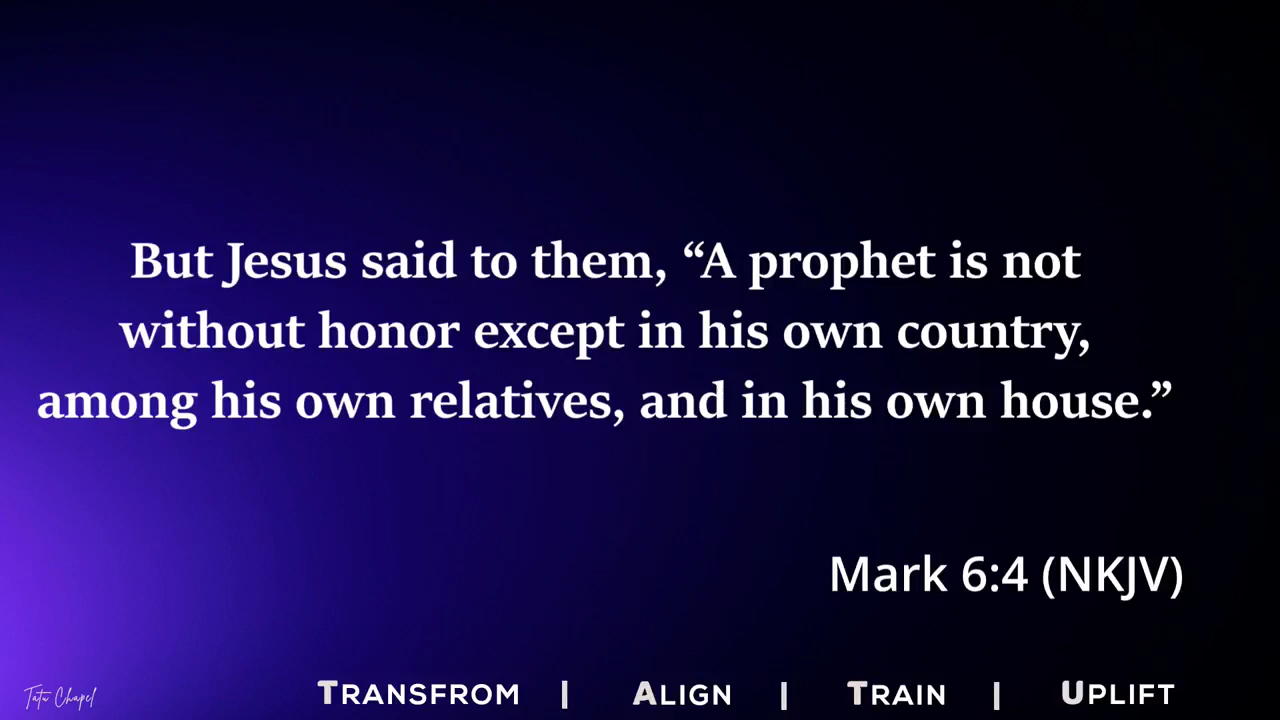 But Jesus said to them, “A prophet is not
without honor except in his own country,
among his own relatives, and in his own house.”
Mark 6:4 (NKJV)
Tatu Chapel
TRANSFROM | ALIGN | TRAIN | UPLIFT